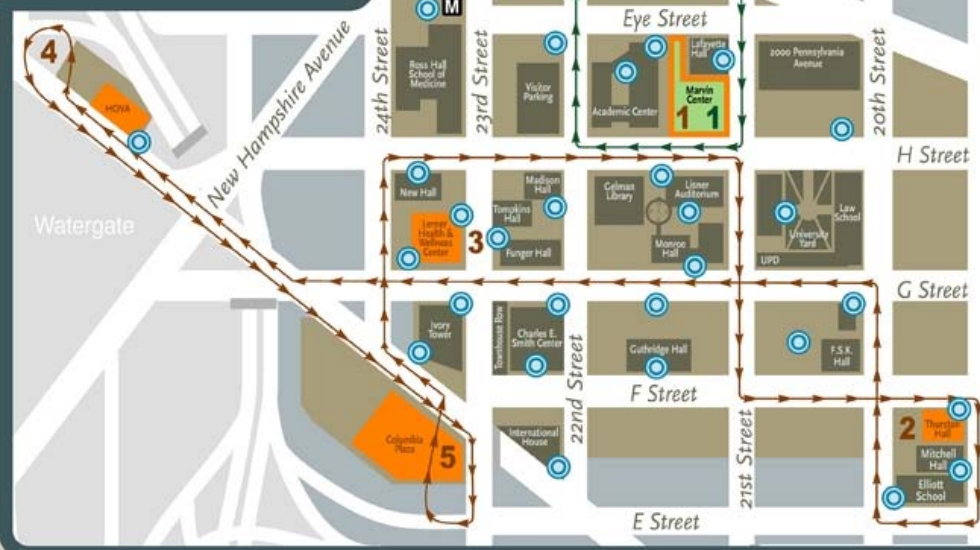 M
Eye Street
4
24th Street
23rd Street
20th Street
New Hampshire Avenue
Ross Hall
School of
Medicine
Visitor
Parking
Academic Center
Lafayette
Hall
Marvin
Center
1 1
2000 Pennsylvania
Avenue
HOVA
H Street
Watergate
New Hall
Lerner
Health &
Wellness
Center
3
Madison
Hall
Tompkins
Hall
Funger Hall
Gelman
Library
Lisner
Auditorium
Monroe
Hall
Law
School
University
Yard
UPD
G Street
Ivory
Tower
Townhouse Row
Charles E.
Smith Center
22nd Street
Guthridge Hall
F.S.K.
Hall
F Street
Columbia
Plaza
5
International
House
21st Street
2
Thurston
Hall
Mitchell
Hall
Elliott
School
E Street